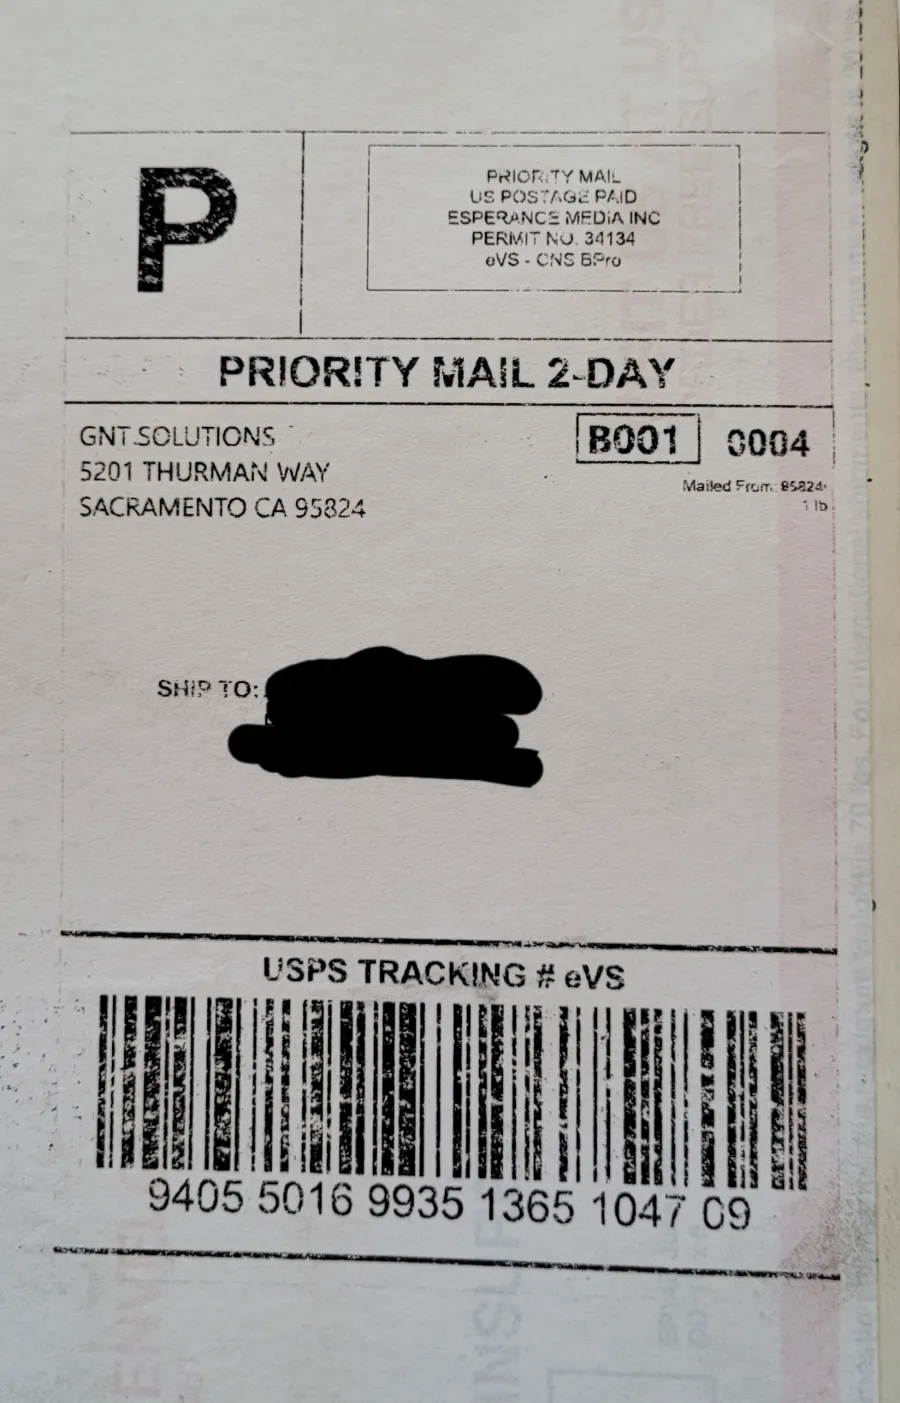 P
PRIORITY MAIL
US POSTAGE PAID
ESPERANCE MEDIA INC
PERMIT NO. 34134
eVS - CNS BPro
PRIORITY MAIL 2-DAY
GNT.SOLUTIONS
5201 THURMAN WAY
SACRAMENTO CA 95824
B001 0004
Mailed From: 95824
1 lb
SHIP TO:
USPS TRACKING # eVS
9405 5016 9935 1365 1047 09